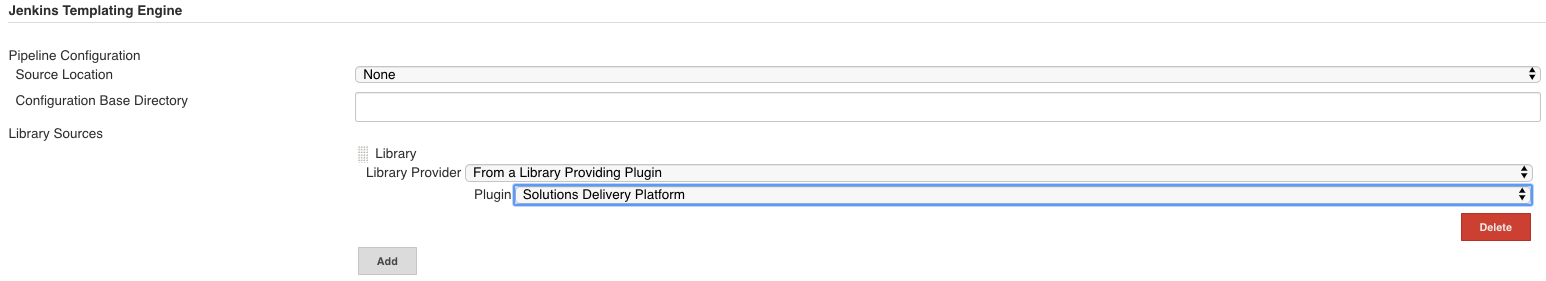 Jenkins Templating Engine
Pipeline Configuration
Source Location None
Configuration Base Directory
Library Sources
Library
Library Provider From a Library Providing Plugin
Plugin Solutions Delivery Platform
Delete
Add